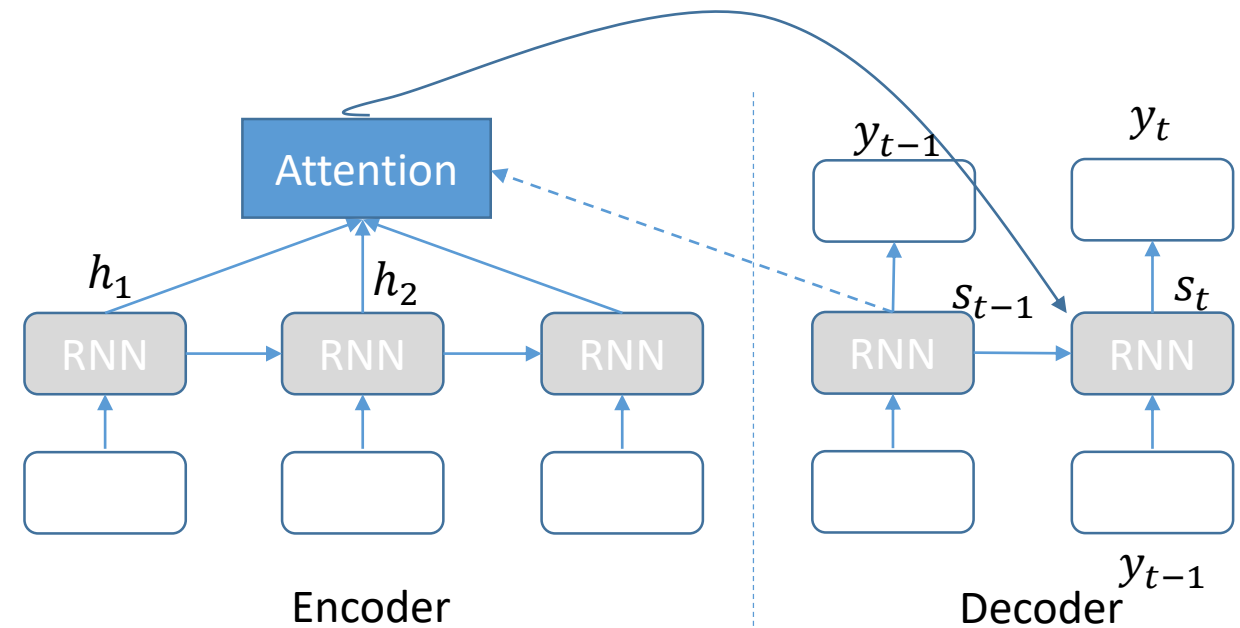 Attention
y_{t-1}
y_t
h_1
h_2
s_{t-1}
s_t
RNN
RNN
RNN
RNN
RNN
y_{t-1}
Encoder
Decoder